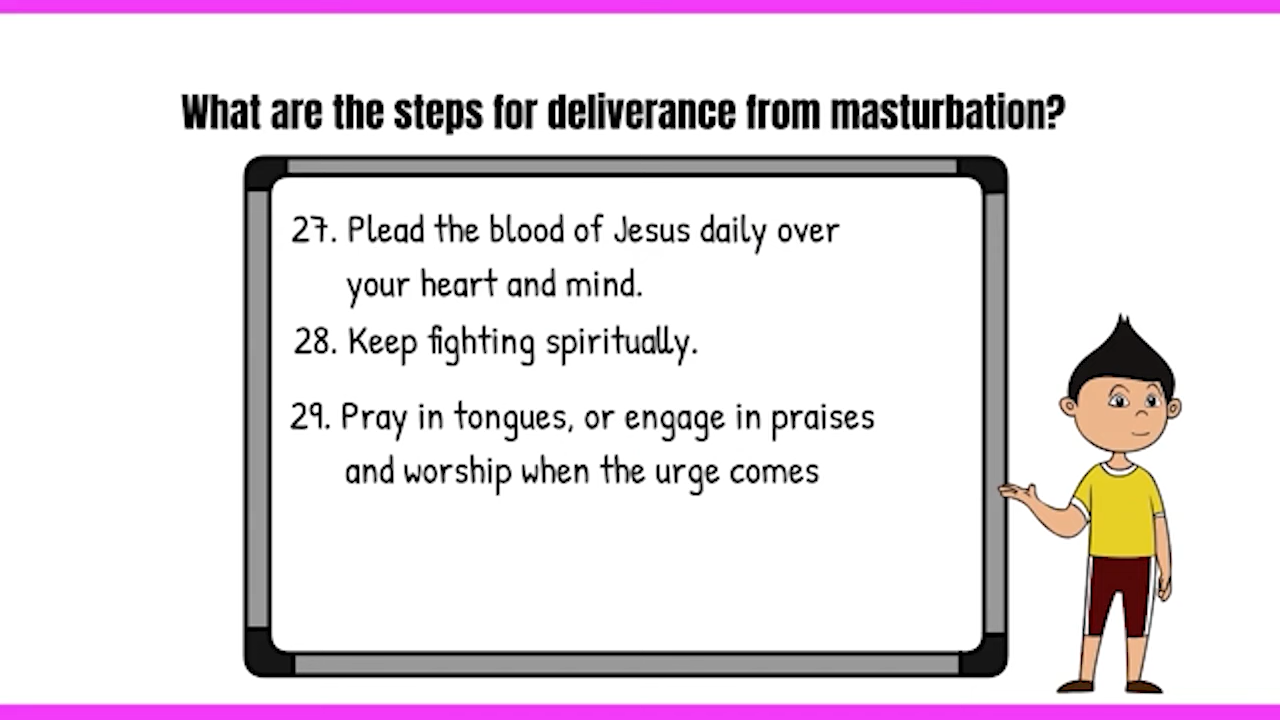 What are the steps for deliverance from masturbation?
27. Plead the blood of Jesus daily over
your heart and mind.
28. Keep fighting spiritually.
29. Pray in tongues, or engage in praises
and worship when the urge comes